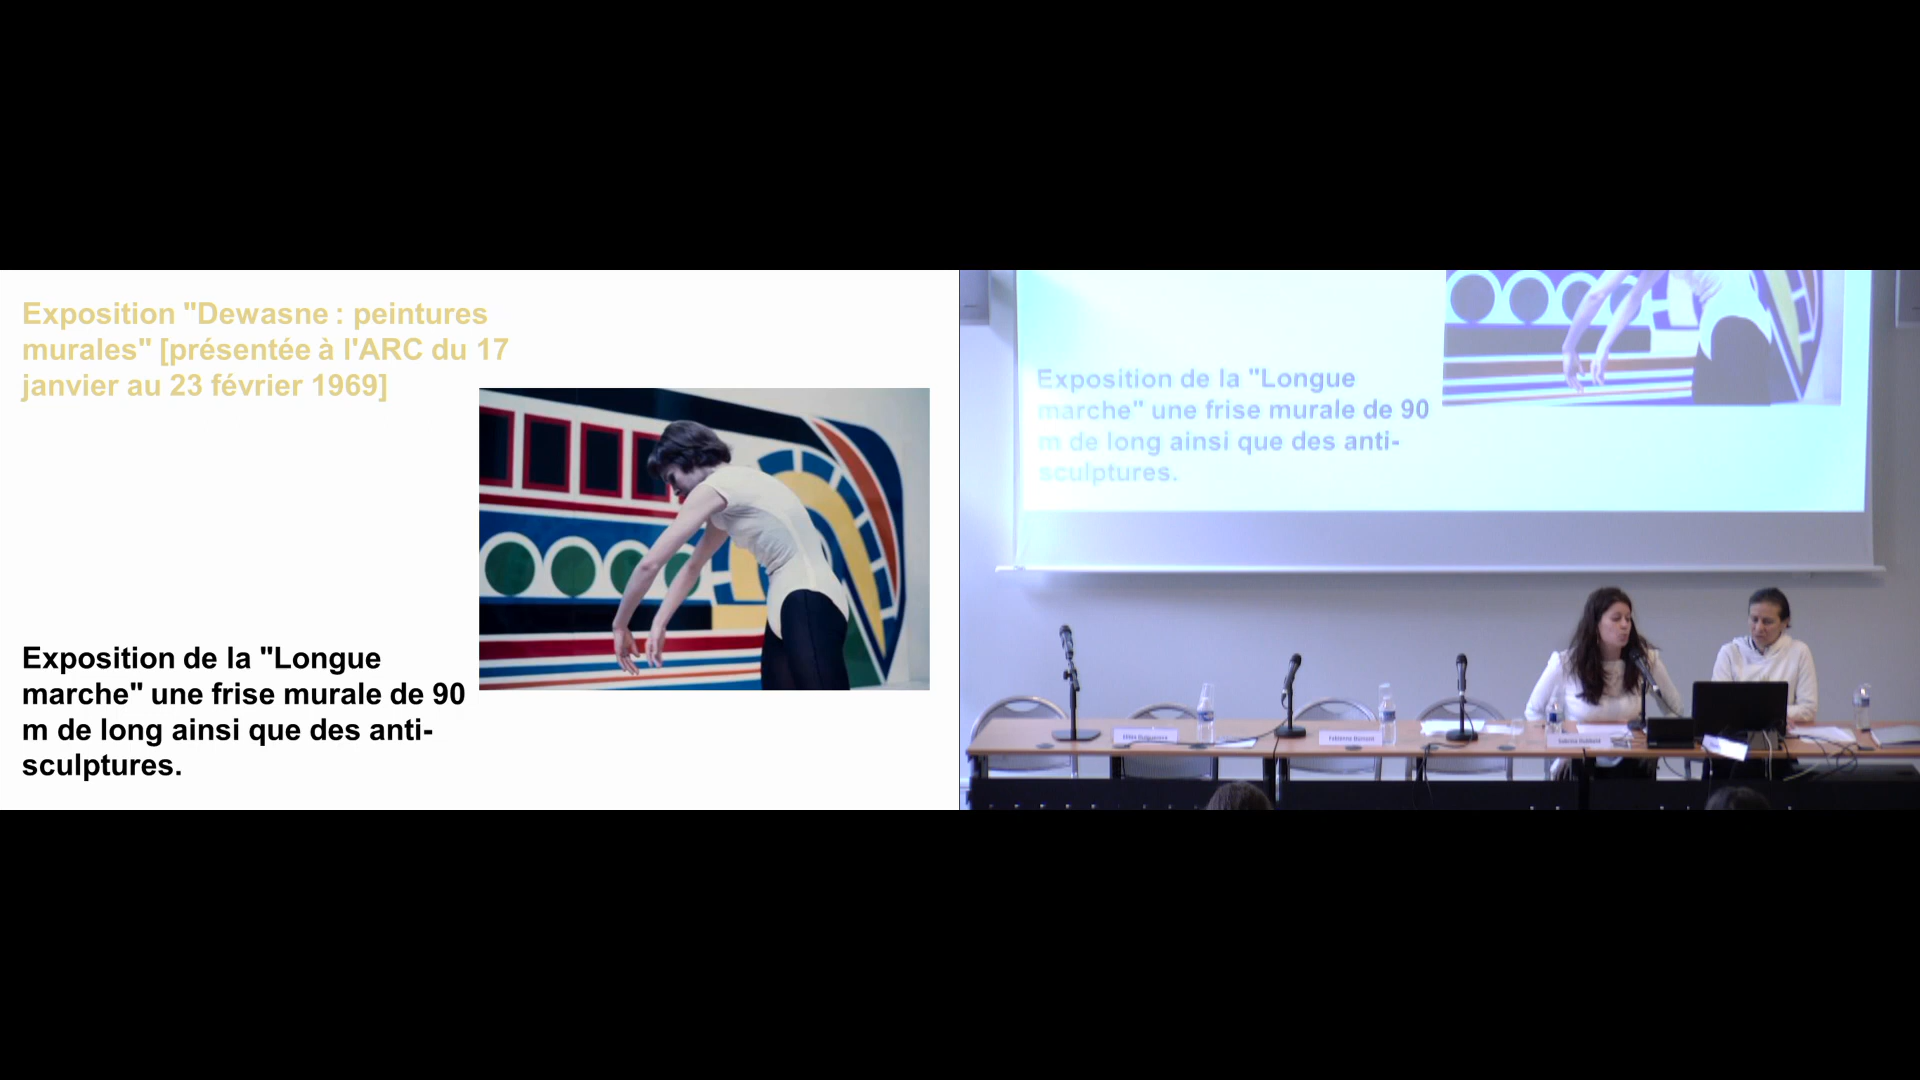 Exposition "Dewasne : peintures
murales" [présentée à l'ARC du 17
janvier au 23 février 1969]
Exposition de la "Longue
marche" une frise murale de 90
m de long ainsi que des anti-
sculptures.
Exposition de la "Longue
marche" une frise murale de 90
m de long ainsi que des anti-
sculptures.
Fabienne Dumont